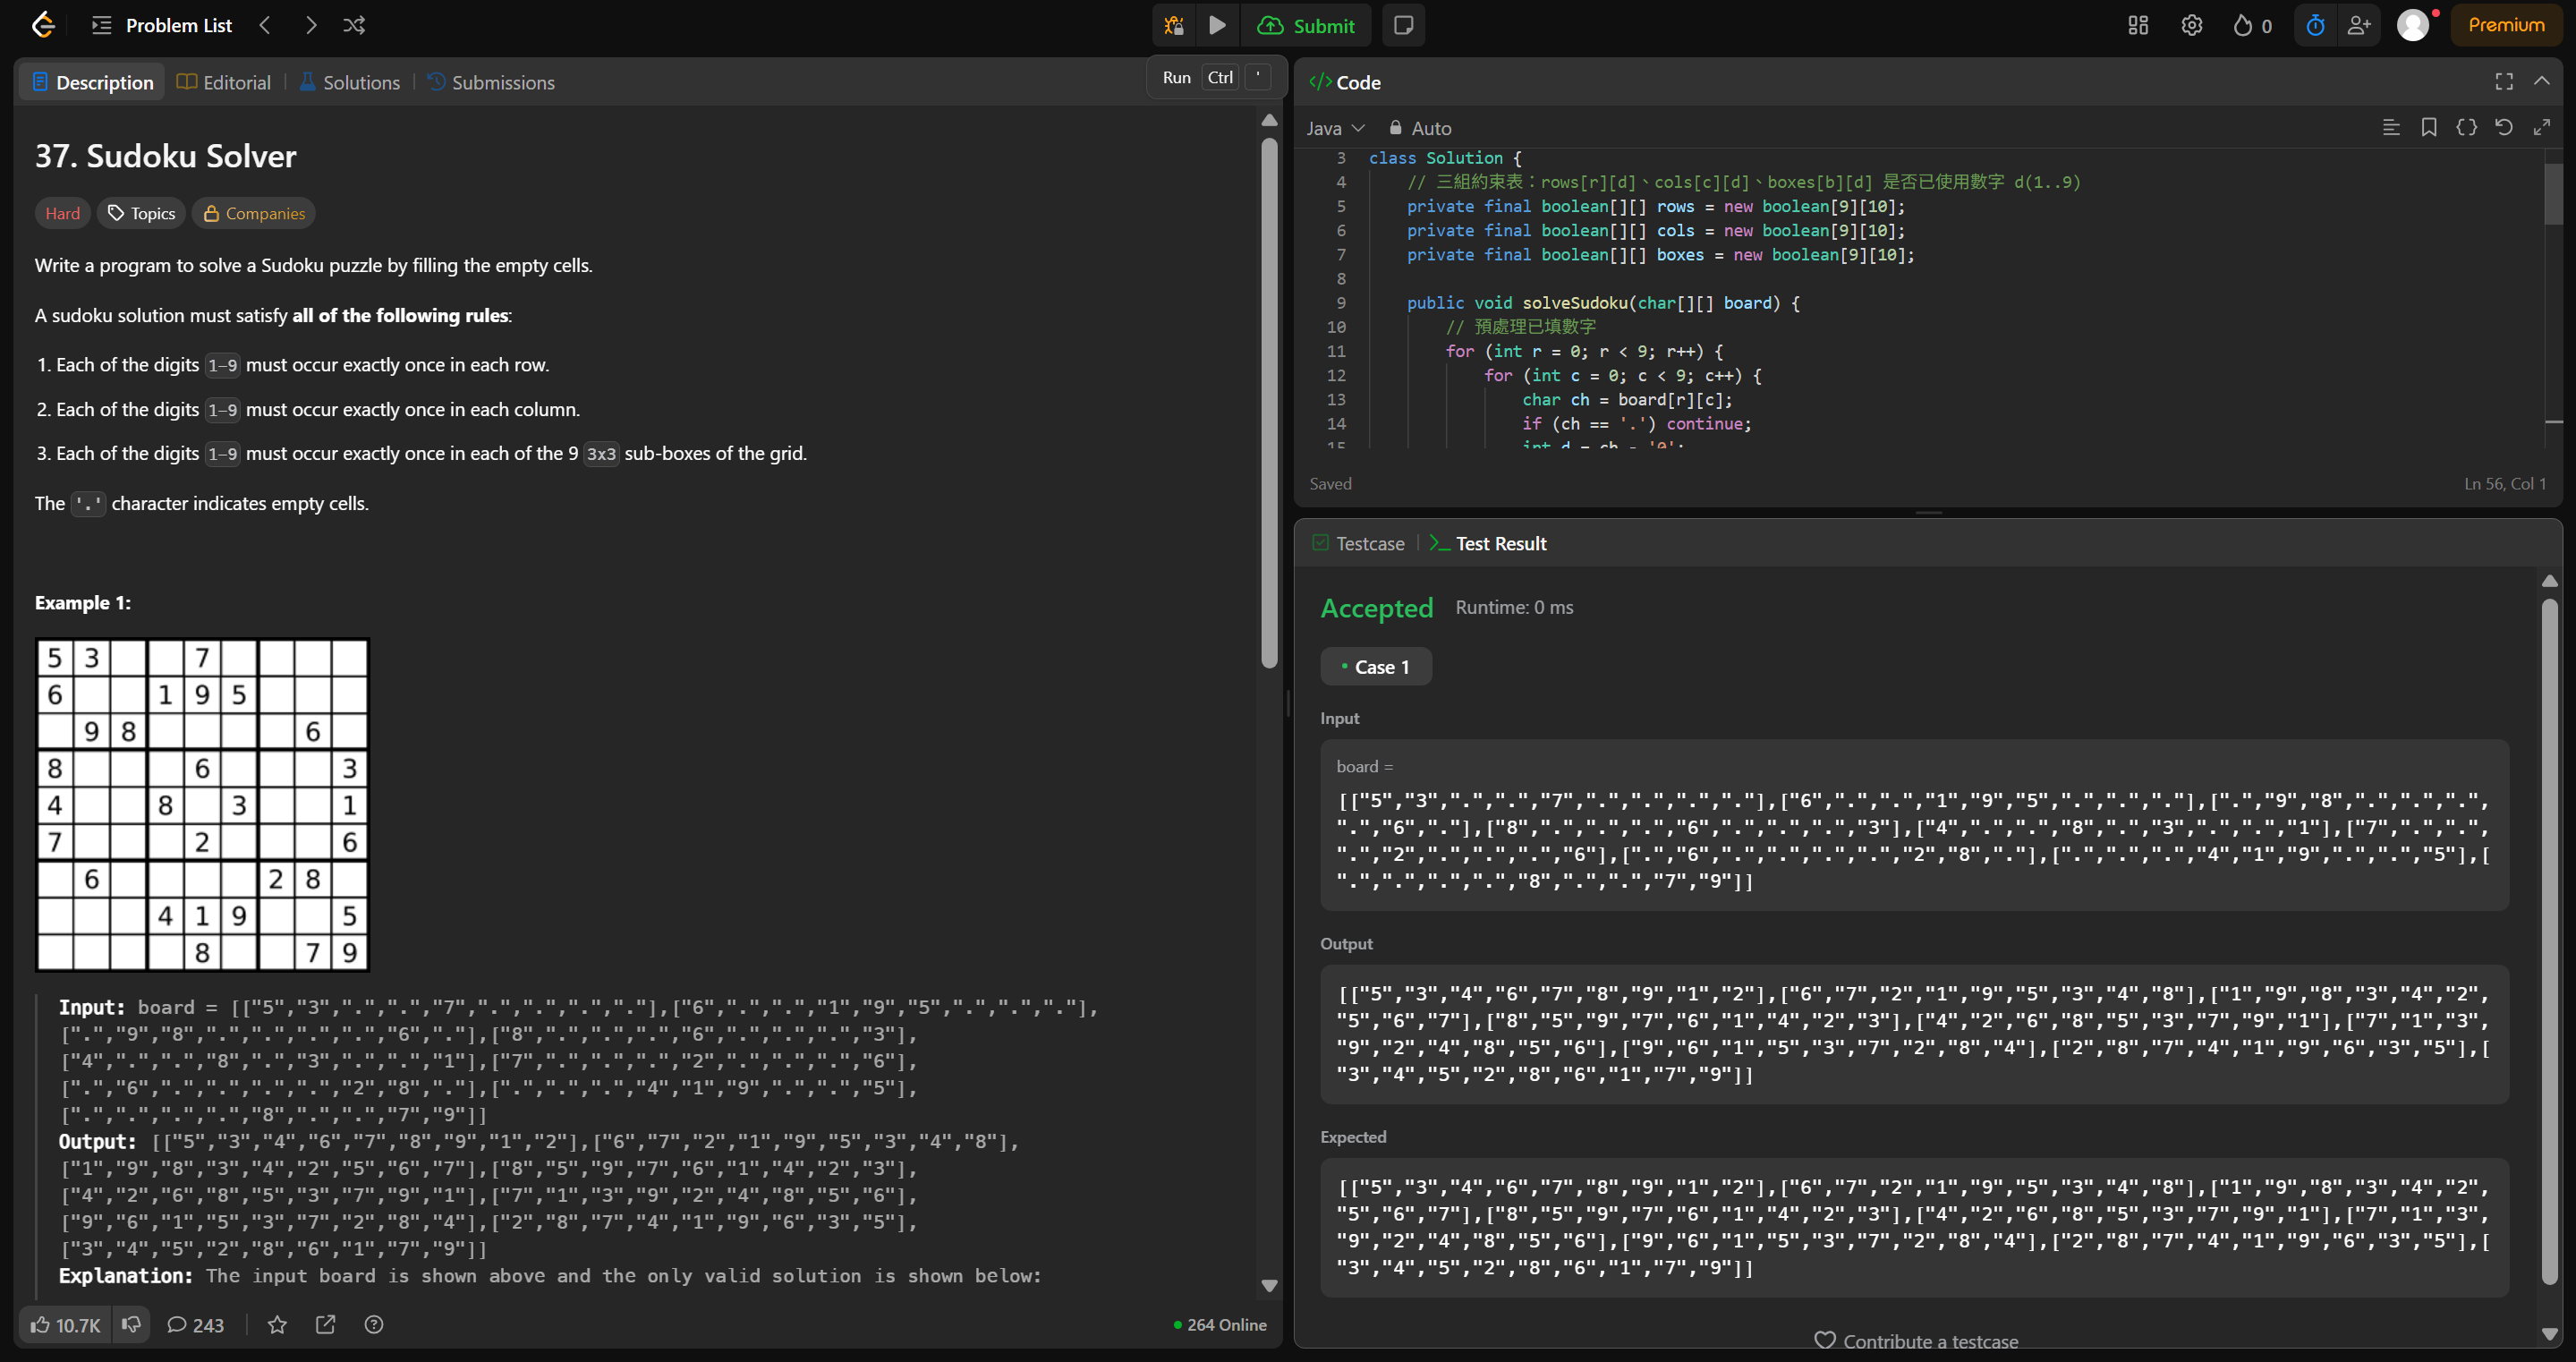 Problem List
Submit
0
Premium
Description
Editorial
Solutions
Submissions
Run Ctrl '
37. Sudoku Solver
Hard
Topics
Companies
Write a program to solve a Sudoku puzzle by filling the empty cells.
A sudoku solution must satisfy all of the following rules:
1. Each of the digits 1-9 must occur exactly once in each row.
2. Each of the digits 1-9 must occur exactly once in each column.
3. Each of the digits 1-9 must occur exactly once in each of the 9 3x3 sub-boxes of the grid.
The '.' character indicates empty cells.
Example 1:
5 3 7
6 1 9 5
9 8 6
8 6 3
4 8 3 1
7 2 6
6 2 8
4 1 9 5
8 7 9
Input: board = [["5","3",".",".","7",".",".",".","."],["6",".",".","1","9","5",".",".","."],
[".","9","8",".",".",".",".","6","."],["8",".",".",".","6",".",".",".","3"],
["4",".",".","8",".","3",".",".","1"],["7",".",".",".","2",".",".",".","6"],
[".","6",".",".",".",".","2","8","."],[".",".",".","4","1","9",".",".","5"],
[".",".",".",".","8",".",".","7","9"]]
Output: [["5","3","4","6","7","8","9","1","2"],["6","7","2","1","9","5","3","4","8"],
["1","9","8","3","4","2","5","6","7"],["8","5","9","7","6","1","4","2","3"],
["4","2","6","8","5","3","7","9","1"],["7","1","3","9","2","4","8","5","6"],
["9","6","1","5","3","7","2","8","4"],["2","8","7","4","1","9","6","3","5"],
["3","4","5","2","8","6","1","7","9"]]
Explanation: The input board is shown above and the only valid solution is shown below:
10.7K
243
264 Online
</> Code
Java
Auto
3 class Solution {
4 // 三組約束表：rows[r][d]、cols[c][d]、boxes[b][d] 是否已使用數字 d(1..9)
5 private final boolean[][] rows = new boolean[9][10];
6 private final boolean[][] cols = new boolean[9][10];
7 private final boolean[][] boxes = new boolean[9][10];
8
9 public void solveSudoku(char[][] board) {
10 // 預處理已填數字
11 for (int r = 0; r < 9; r++) {
12 for (int c = 0; c < 9; c++) {
13 char ch = board[r][c];
14 if (ch == '.') continue;
15 int d = ch - '0';
Saved
Ln 56, Col 1
Testcase
Test Result
Accepted
Runtime: 0 ms
Case 1
Input
board =
[["5","3",".",".","7",".",".",".","."],["6",".",".","1","9","5",".",".","."],[".","9","8",".",".",".",
".","6","."],["8",".",".",".","6",".",".",".","3"],["4",".",".","8",".","3",".",".","1"],["7",".",".",
".","2",".",".",".","6"],[".","6",".",".",".",".","2","8","."],[".",".",".","4","1","9",".",".","5"],[
".",".",".",".","8",".",".","7","9"]]
Output
[["5","3","4","6","7","8","9","1","2"],["6","7","2","1","9","5","3","4","8"],["1","9","8","3","4","2",
"5","6","7"],["8","5","9","7","6","1","4","2","3"],["4","2","6","8","5","3","7","9","1"],["7","1","3",
"9","2","4","8","5","6"],["9","6","1","5","3","7","2","8","4"],["2","8","7","4","1","9","6","3","5"],[
"3","4","5","2","8","6","1","7","9"]]
Expected
[["5","3","4","6","7","8","9","1","2"],["6","7","2","1","9","5","3","4","8"],["1","9","8","3","4","2",
"5","6","7"],["8","5","9","7","6","1","4","2","3"],["4","2","6","8","5","3","7","9","1"],["7","1","3",
"9","2","4","8","5","6"],["9","6","1","5","3","7","2","8","4"],["2","8","7","4","1","9","6","3","5"],[
"3","4","5","2","8","6","1","7","9"]]
Contribute a testcase